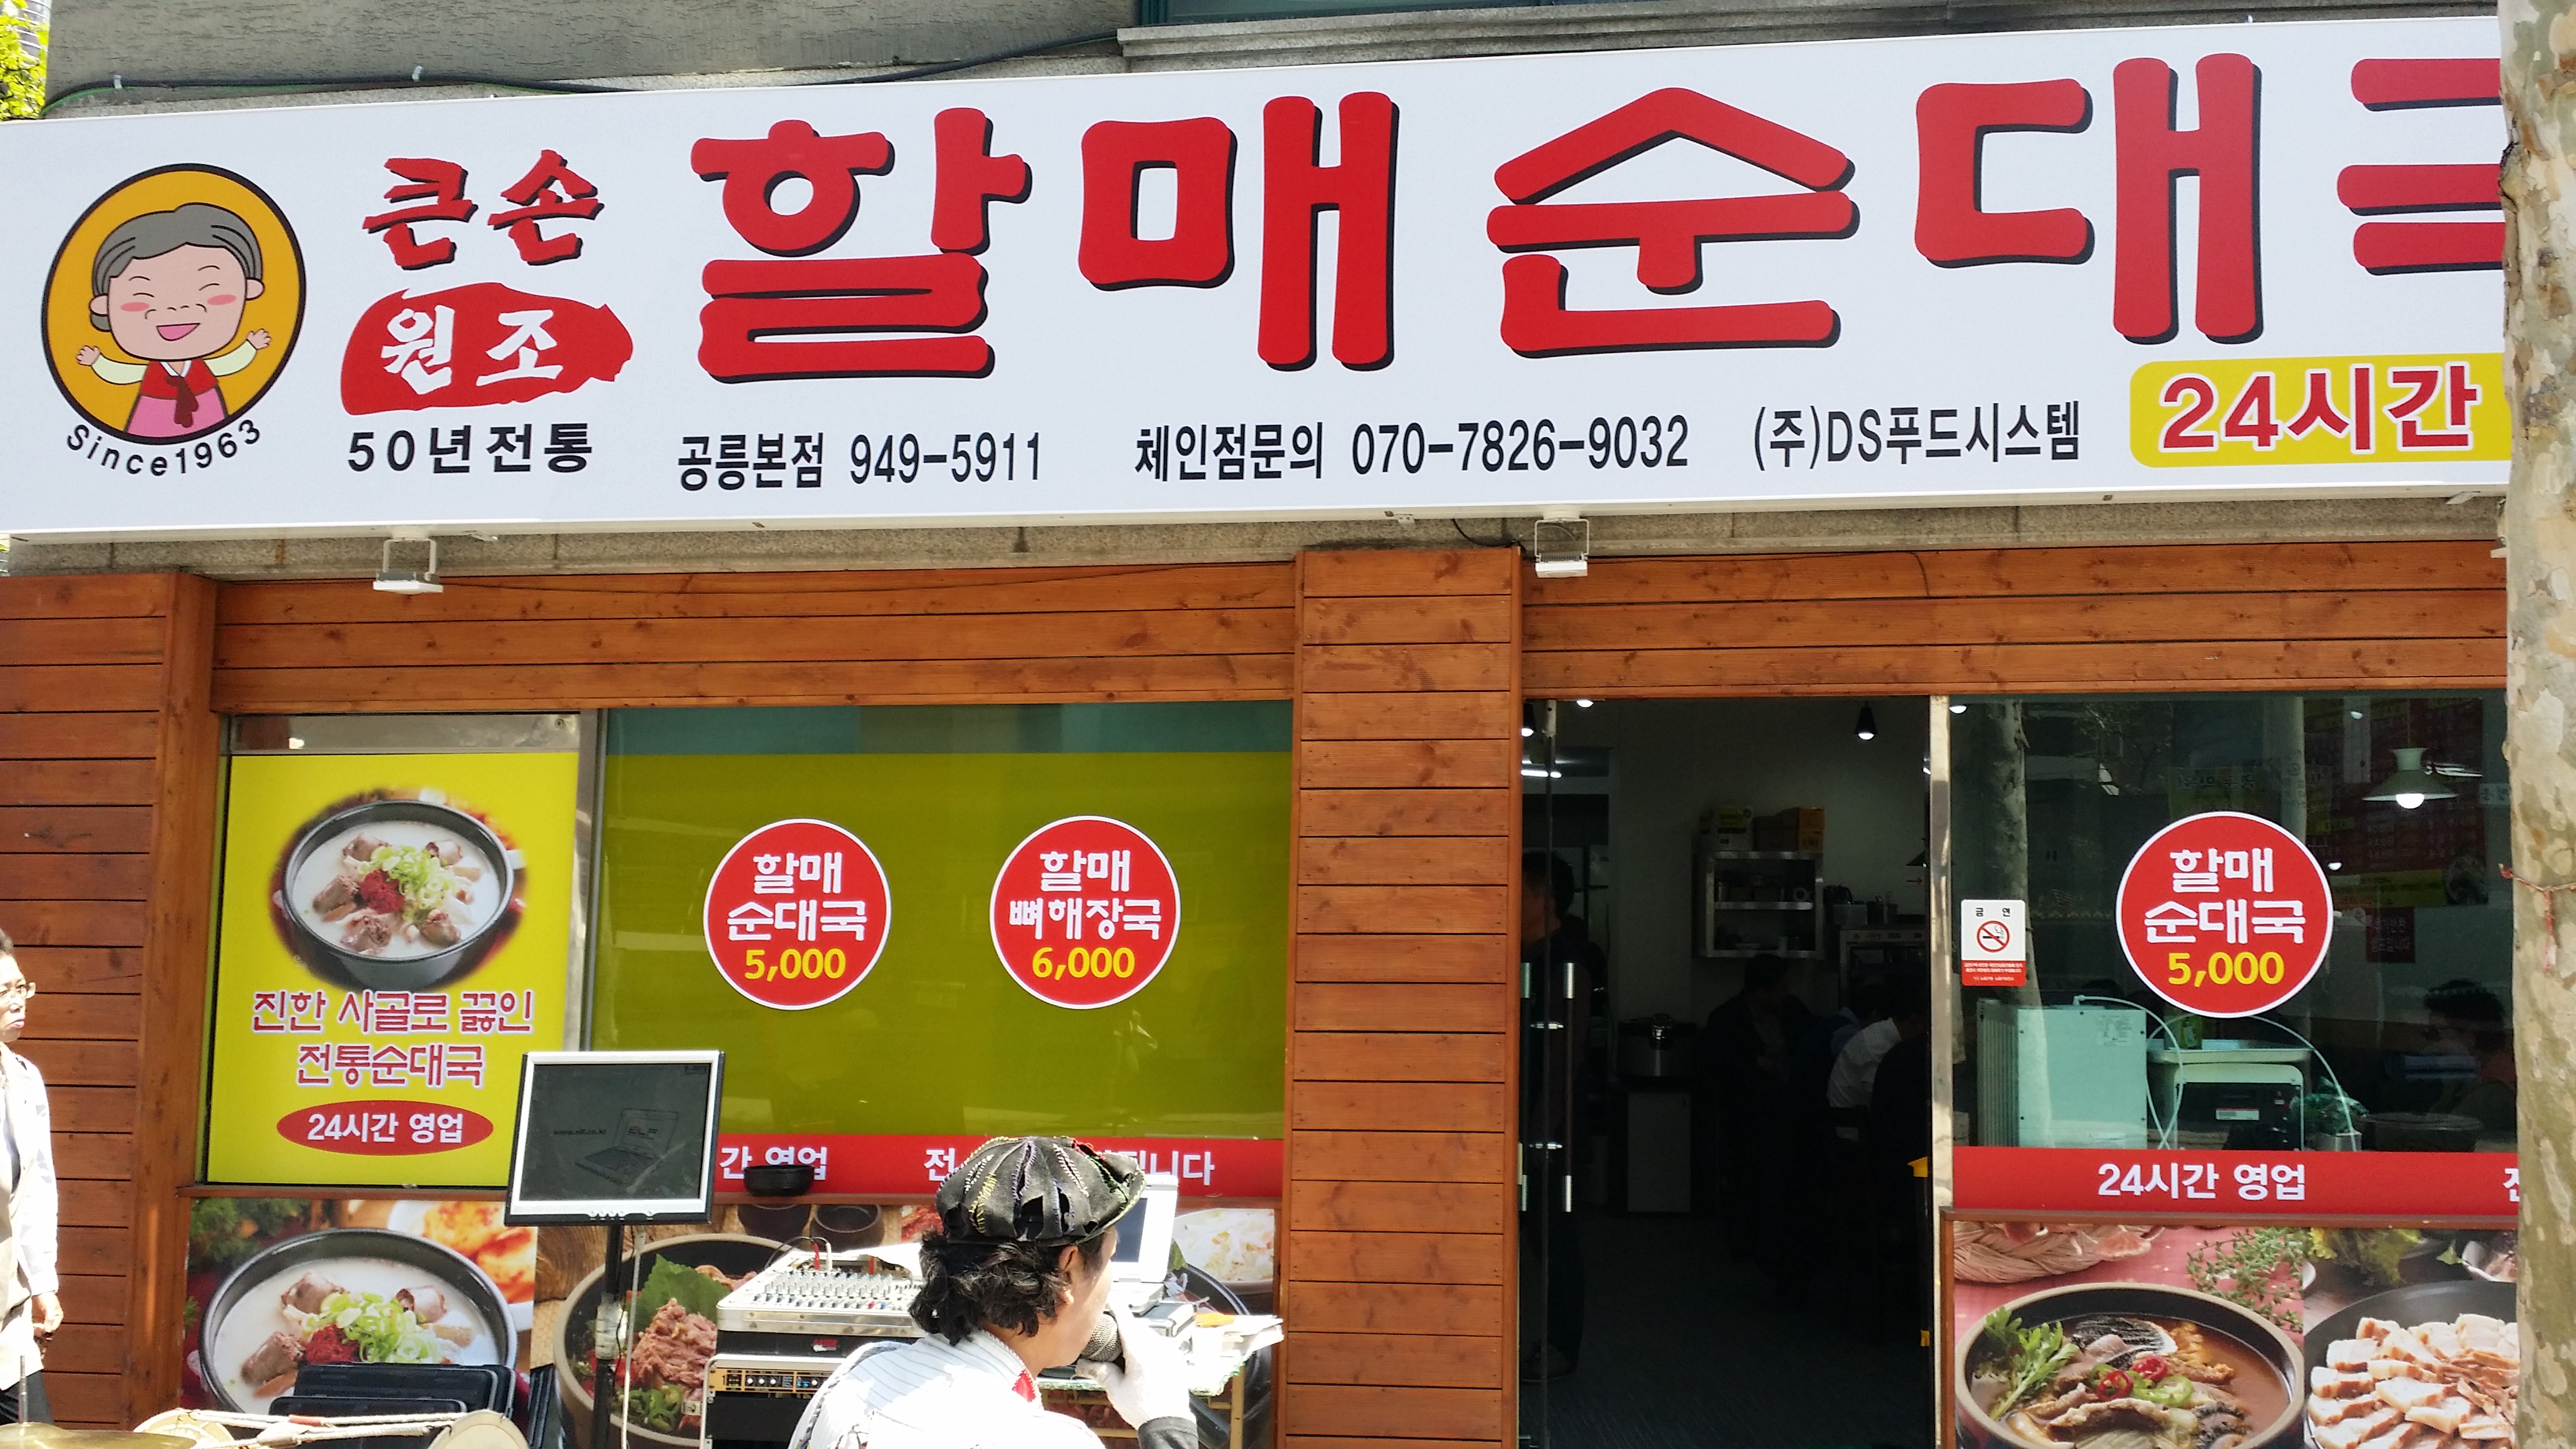 큰손
원조
50년전통
Since1963
할매순대국
공릉본점 949-5911
체인점문의 070-7826-9032
(주)DS푸드시스템
24시간
진한 사골로 끓인
전통순대국
24시간 영업
할매
순대국
5,000
할매
뼈해장국
6,000
금연
할매
순대국
5,000
간 영업
24시간 영업